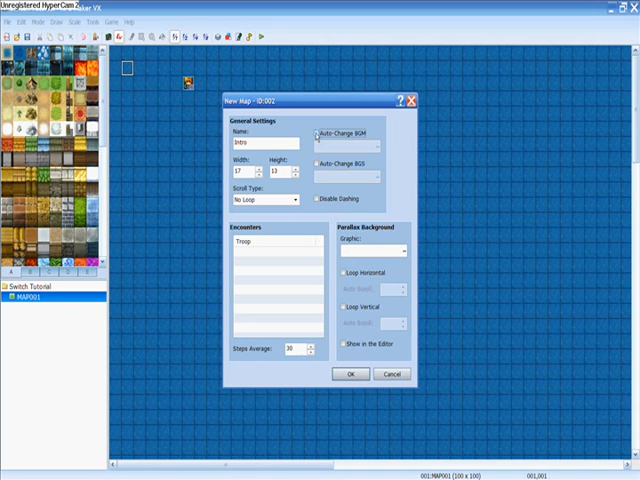 Unregistered HyperCam 2
VX
File Edit Mode Draw Scale Tools Game Help
New Map - ID:002
General Settings
Name:
Intro
Auto-Change BGM
Width: Height:
17 13
Auto-Change BGS
Scroll Type:
No Loop
Disable Dashing
Encounters
Troop
Steps Average: 30
Parallax Background
Graphic:
Loop Horizontal
Auto Scroll:
Loop Vertical
Auto Scroll:
Show in the Editor
OK Cancel
A B C D E
Switch Tutorial
MAP001
001:MAP001 (100 x 100) 001,001